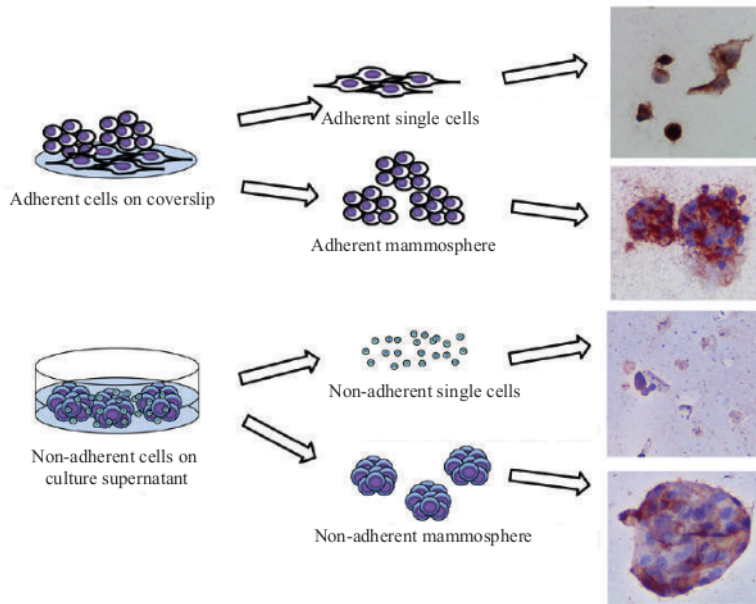 Adherent single cells
Adherent cells on coverslip
Adherent mammosphere
Non-adherent single cells
Non-adherent cells on
culture supernatant
Non-adherent mammosphere